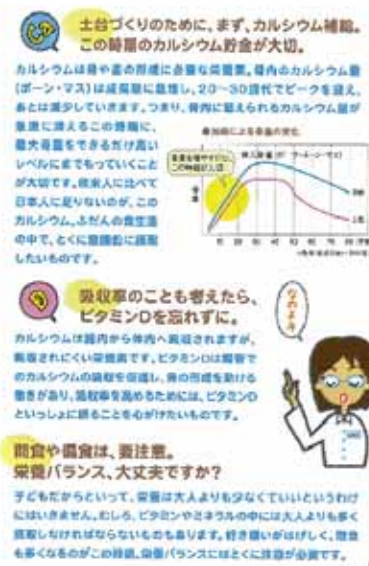 土台づくりのために、まず、カルシウム補給。
この時期のカルシウム貯金が大切。
カルシウムは骨や歯の形成に必要な栄養素。骨内のカルシウム量
(ボーン・マス)は成長期に急増し、20〜30歳代でピークを迎え、
あとは減少していきます。つまり、骨内に蓄えられるカルシウム量が
急激に増えるこの時期に、
最大骨量をできるだけ高い
レベルにまでもっていくこと
が大切です。欧米人に比べて
日本人に足りないのが、この
カルシウム。ふだんの食生活
の中で、とくに意識的に摂取
したいものです。
骨量
10 20 30 40 50 60 70 80
吸収率のことも考えたら、
ビタミンDを忘れずに。
カルシウムは腸内から体内へ吸収されますが、
吸収されにくい栄養素です。ビタミンDは腸管で
のカルシウムの吸収を促進し、骨の形成を助ける
働きがあり、吸収率を高めるためには、ビタミンD
といっしょに摂ることを心がけたいものです。
なのよ
間食や偏食は、要注意。
栄養バランス、大丈夫ですか?
子どもだからといって、栄養は大人よりも少なくていいというわけ
にはいきません。むしろ、ビタミンやミネラルの中には大人よりも多く
摂取しなければならないものもあります。好き嫌いがはげしく、間食
も多くなるのがこの時期。栄養バランスにはとくに注意が必要です。